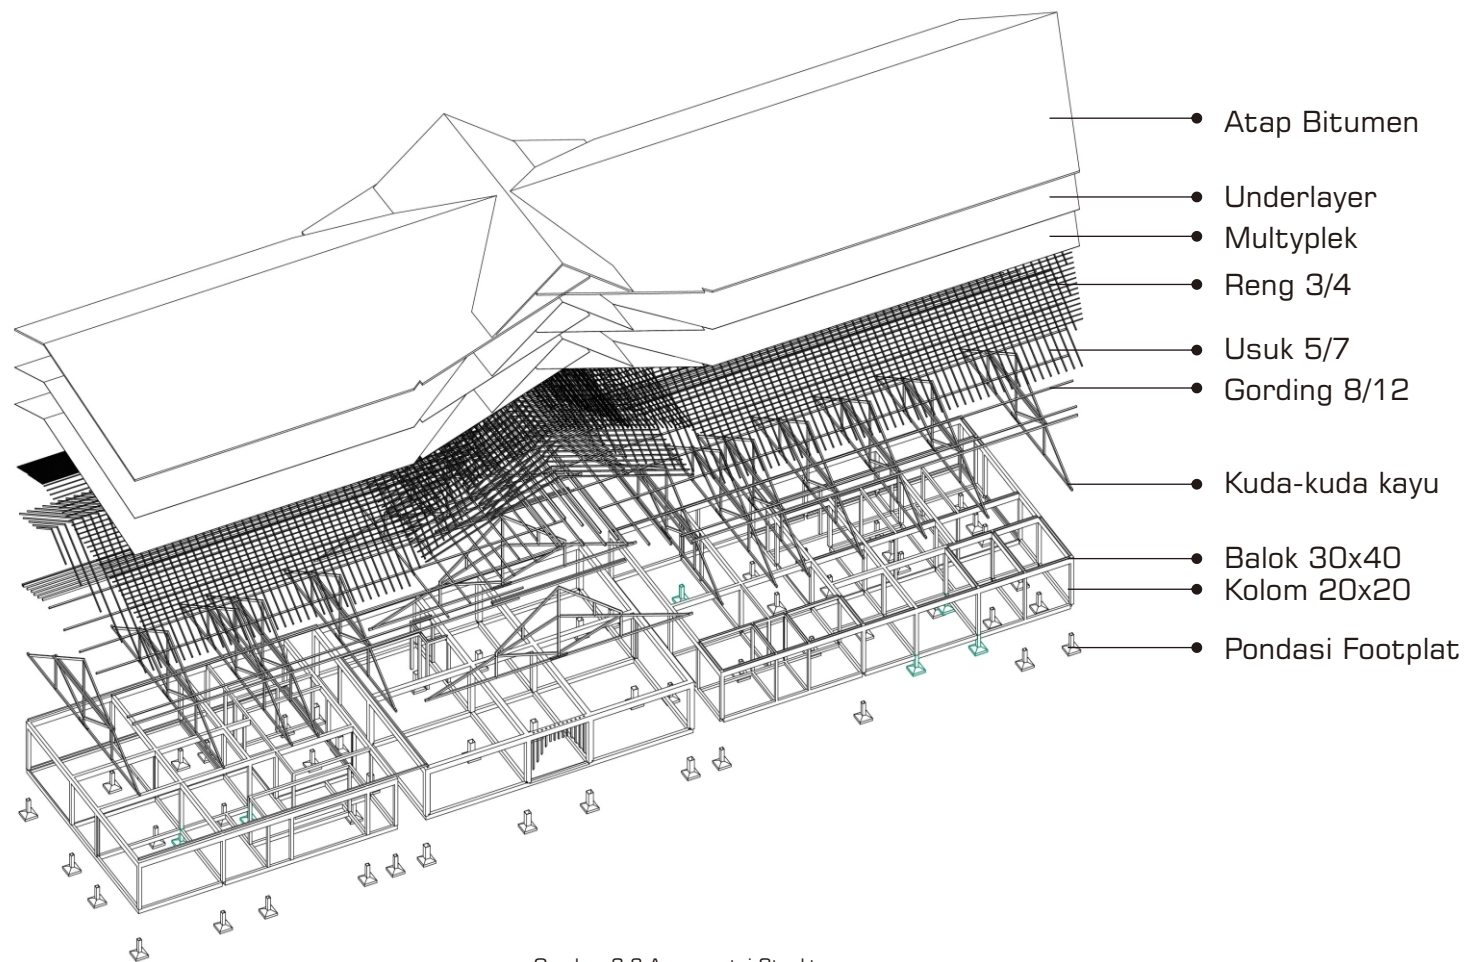 Atap Bitumen
Underlayer
Multyplek
Reng 3/4
Usuk 5/7
Gording 8/12
Kuda-kuda kayu
Balok 30x40
Kolom 20x20
Pondasi Footplat